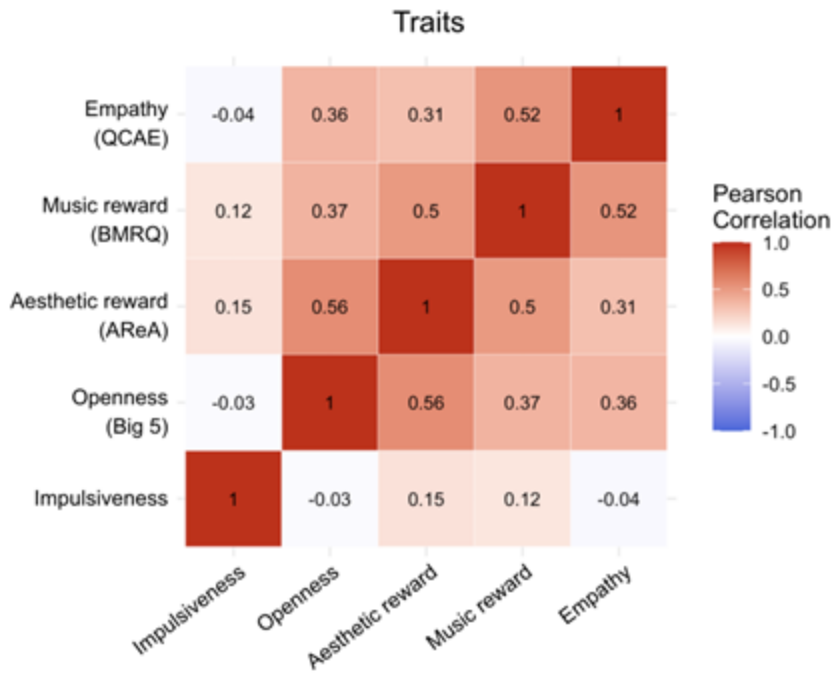 Traits
Empathy
(QCAE)
-0.04 0.36 0.31 0.52 1
Music reward
(BMRQ)
0.12 0.37 0.5 1 0.52
Aesthetic reward
(AReA)
0.15 0.56 1 0.5 0.31
Openness
(Big 5)
-0.03 1 0.56 0.37 0.36
Impulsiveness
1 -0.03 0.15 0.12 -0.04
Impulsiveness
Openness
Aesthetic reward
Music reward
Empathy
Pearson
Correlation
1.0
0.5
0.0
-0.5
-1.0